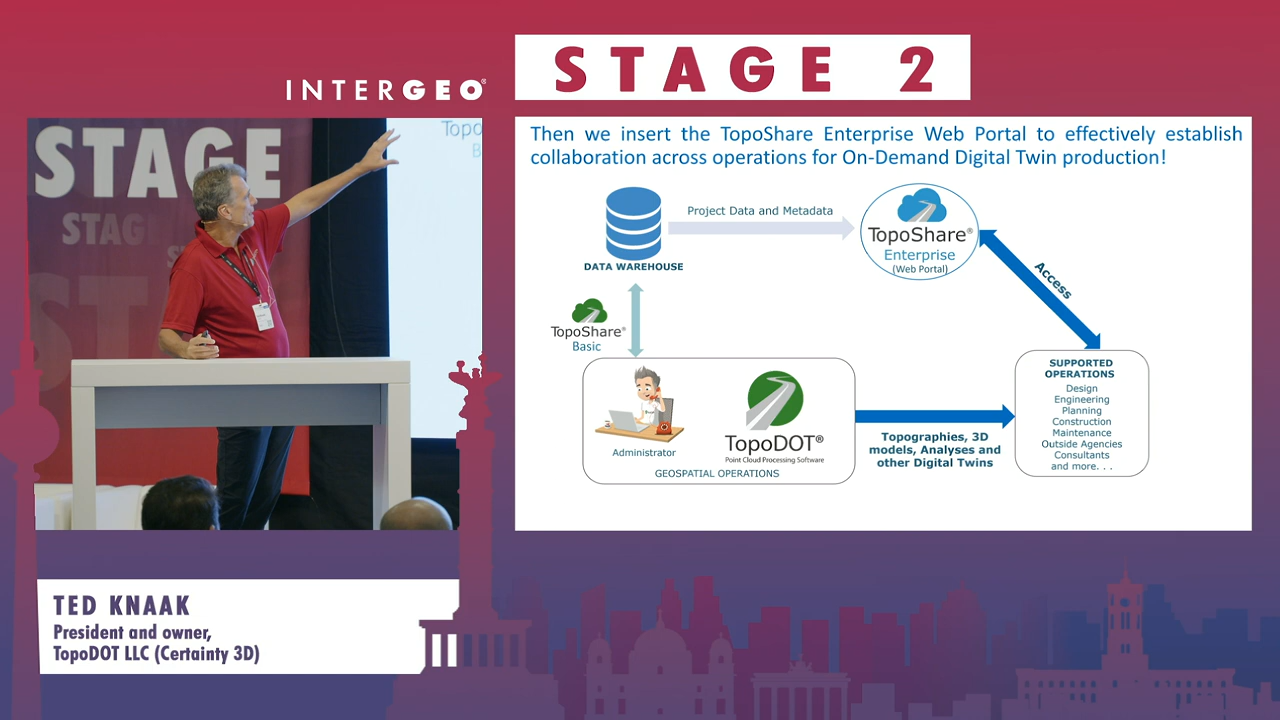 INTERGEO®
STAGE 2
STAGE
STAG
ST
ST
Topo
B
Then we insert the TopoShare Enterprise Web Portal to effectively establish
collaboration across operations for On-Demand Digital Twin production!
DATA WAREHOUSE
Project Data and Metadata
TopoShare®
Enterprise
(Web Portal)
Access
TopoShare®
Basic
Administrator
TopoDOT®
Point Cloud Processing Software
GEOSPATIAL OPERATIONS
Topographies, 3D
models, Analyses and
other Digital Twins
SUPPORTED
OPERATIONS
Design
Engineering
Planning
Construction
Maintenance
Outside Agencies
Consultants
and more. . .
TED KNAAK
President and owner,
TopoDOT LLC (Certainty 3D)